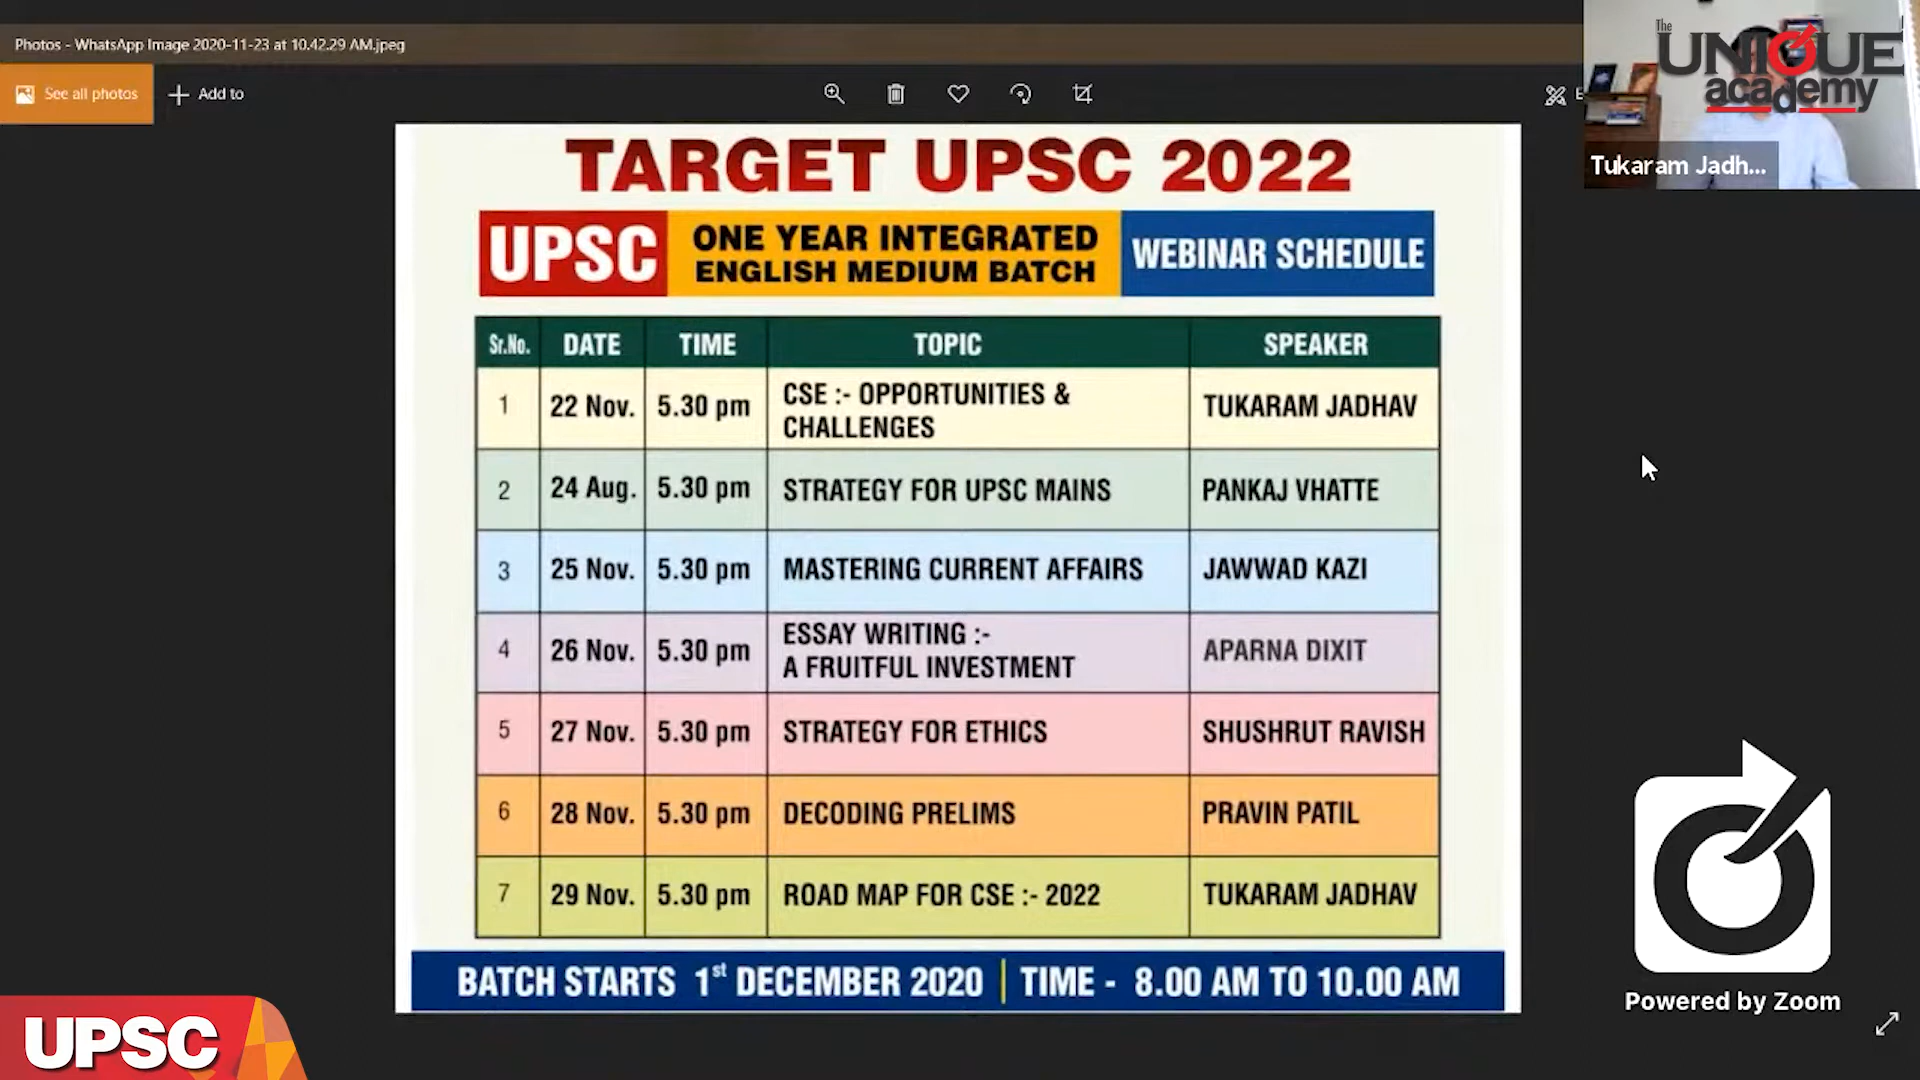 Photos - WhatsApp Image 2020-11-23 at 10.42.29 AM.jpeg
See all photos
Add to
The
UNIQUE
academy
Tukaram Jadh...
TARGET UPSC 2022
UPSC
ONE YEAR INTEGRATED
ENGLISH MEDIUM BATCH
WEBINAR SCHEDULE
Sr.No. DATE TIME TOPIC SPEAKER
1 22 Nov. 5.30 pm CSE :- OPPORTUNITIES &
CHALLENGES TUKARAM JADHAV
2 24 Aug. 5.30 pm STRATEGY FOR UPSC MAINS PANKAJ VHATTE
3 25 Nov. 5.30 pm MASTERING CURRENT AFFAIRS JAWWAD KAZI
4 26 Nov. 5.30 pm ESSAY WRITING :-
A FRUITFUL INVESTMENT APARNA DIXIT
5 27 Nov. 5.30 pm STRATEGY FOR ETHICS SHUSHRUT RAVISH
6 28 Nov. 5.30 pm DECODING PRELIMS PRAVIN PATIL
7 29 Nov. 5.30 pm ROAD MAP FOR CSE :- 2022 TUKARAM JADHAV
BATCH STARTS 1st DECEMBER 2020 | TIME - 8.00 AM TO 10.00 AM
Powered by Zoom
UPSC